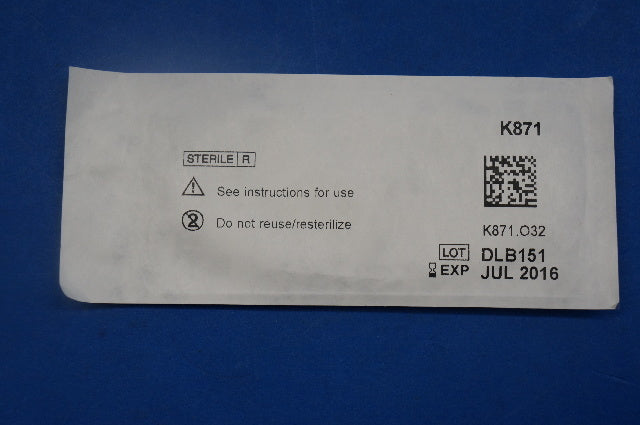 K871
STERILE R
See instructions for use
Do not reuse/resterilize
K871.O32
LOT DLB151
EXP JUL 2016